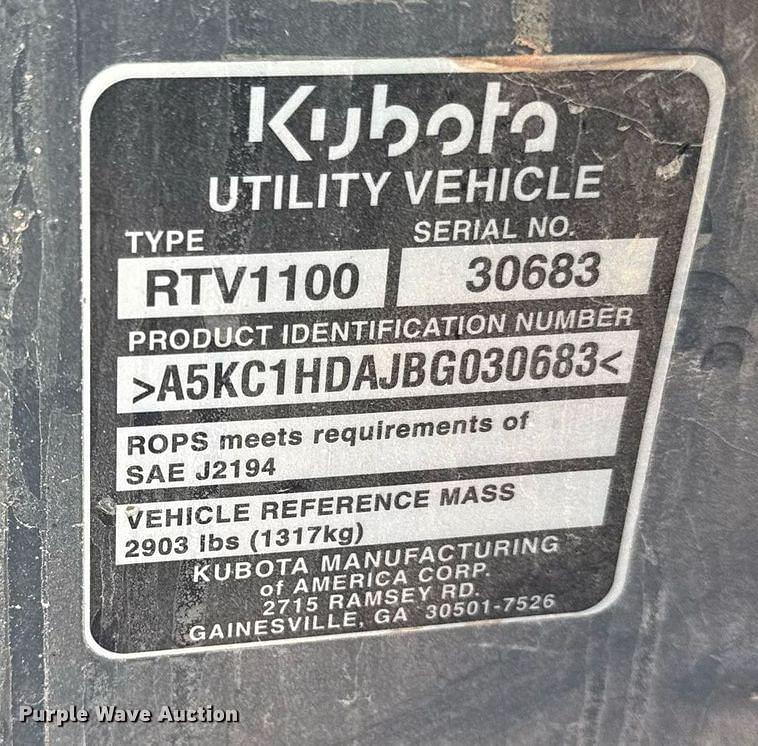 Kubota
UTILITY VEHICLE
TYPE SERIAL NO.
RTV1100 30683
PRODUCT IDENTIFICATION NUMBER
>A5KC1HDAJBG030683<
ROPS meets requirements of
SAE J2194
VEHICLE REFERENCE MASS
2903 lbs (1317kg)
KUBOTA MANUFACTURING
of AMERICA CORP.
2715 RAMSEY RD.
GAINESVILLE, GA 30501-7526
Purple Wave Auction